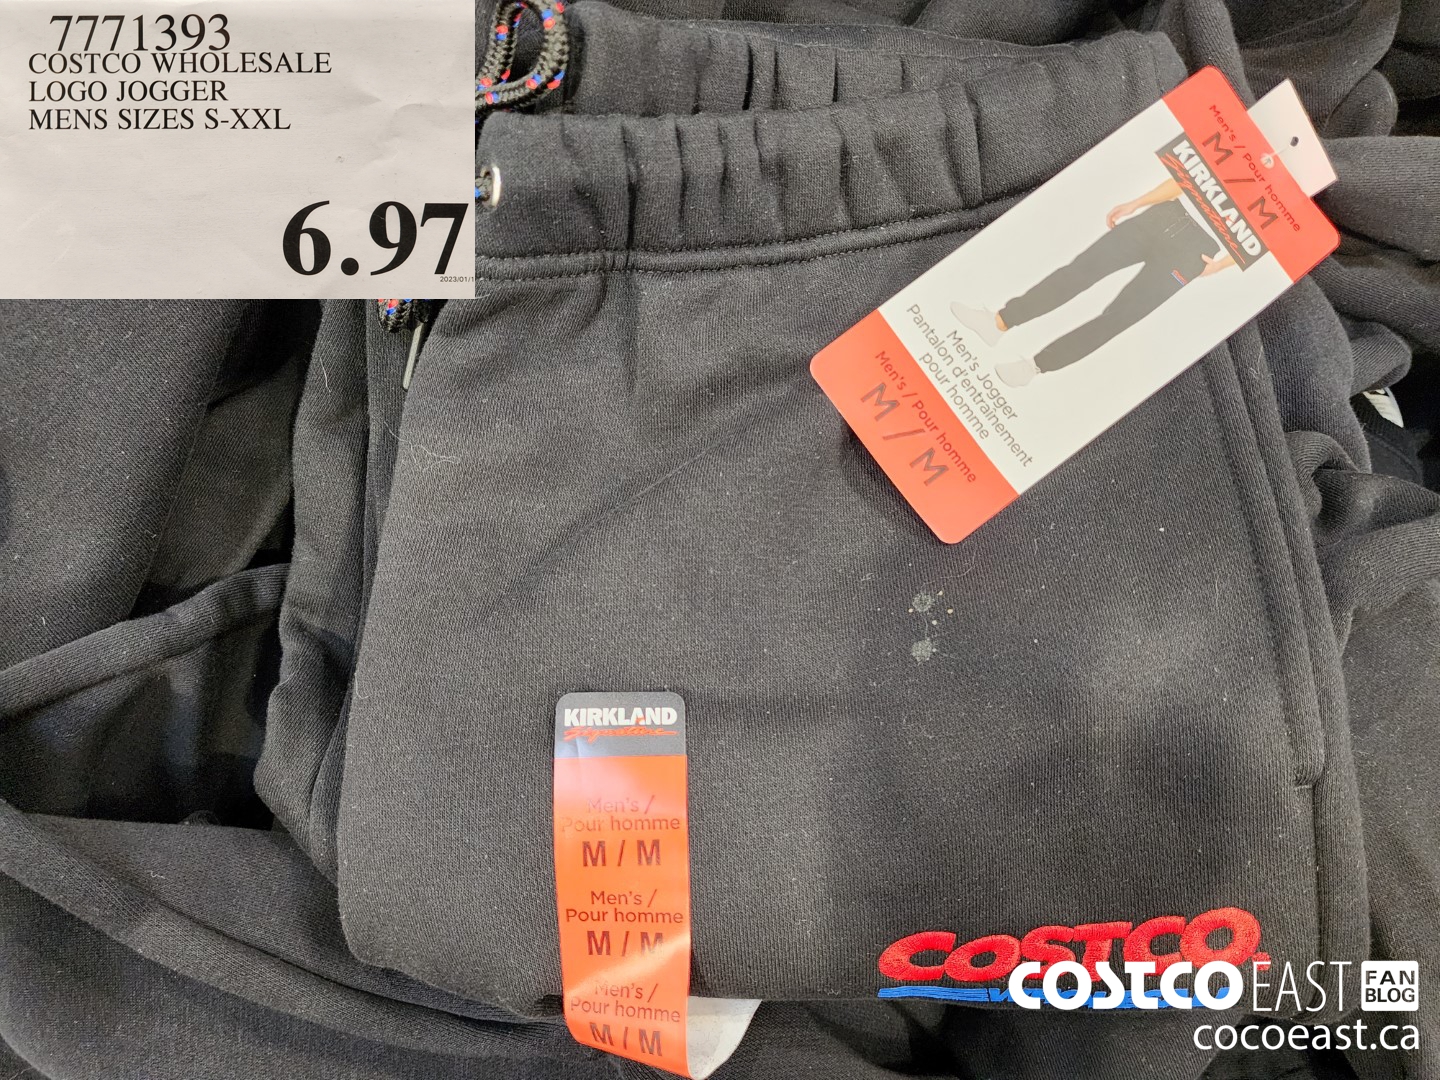 7771393
COSTCO WHOLESALE
LOGO JOGGER
MENS SIZES S-XXL
6.97
Men's / Pour homme
M / M
KIRKLAND
Signature
Men's Jogger
Pantalon d'entraînement
pour homme
Men's / Pour homme
M / M
KIRKLAND
Signature
Men's /
Pour homme
M / M
Men's /
Pour homme
M / M
Men's /
Pour homme
M / M
COSTCO
COSTCO EAST FAN
BLOG
cocoeast.ca